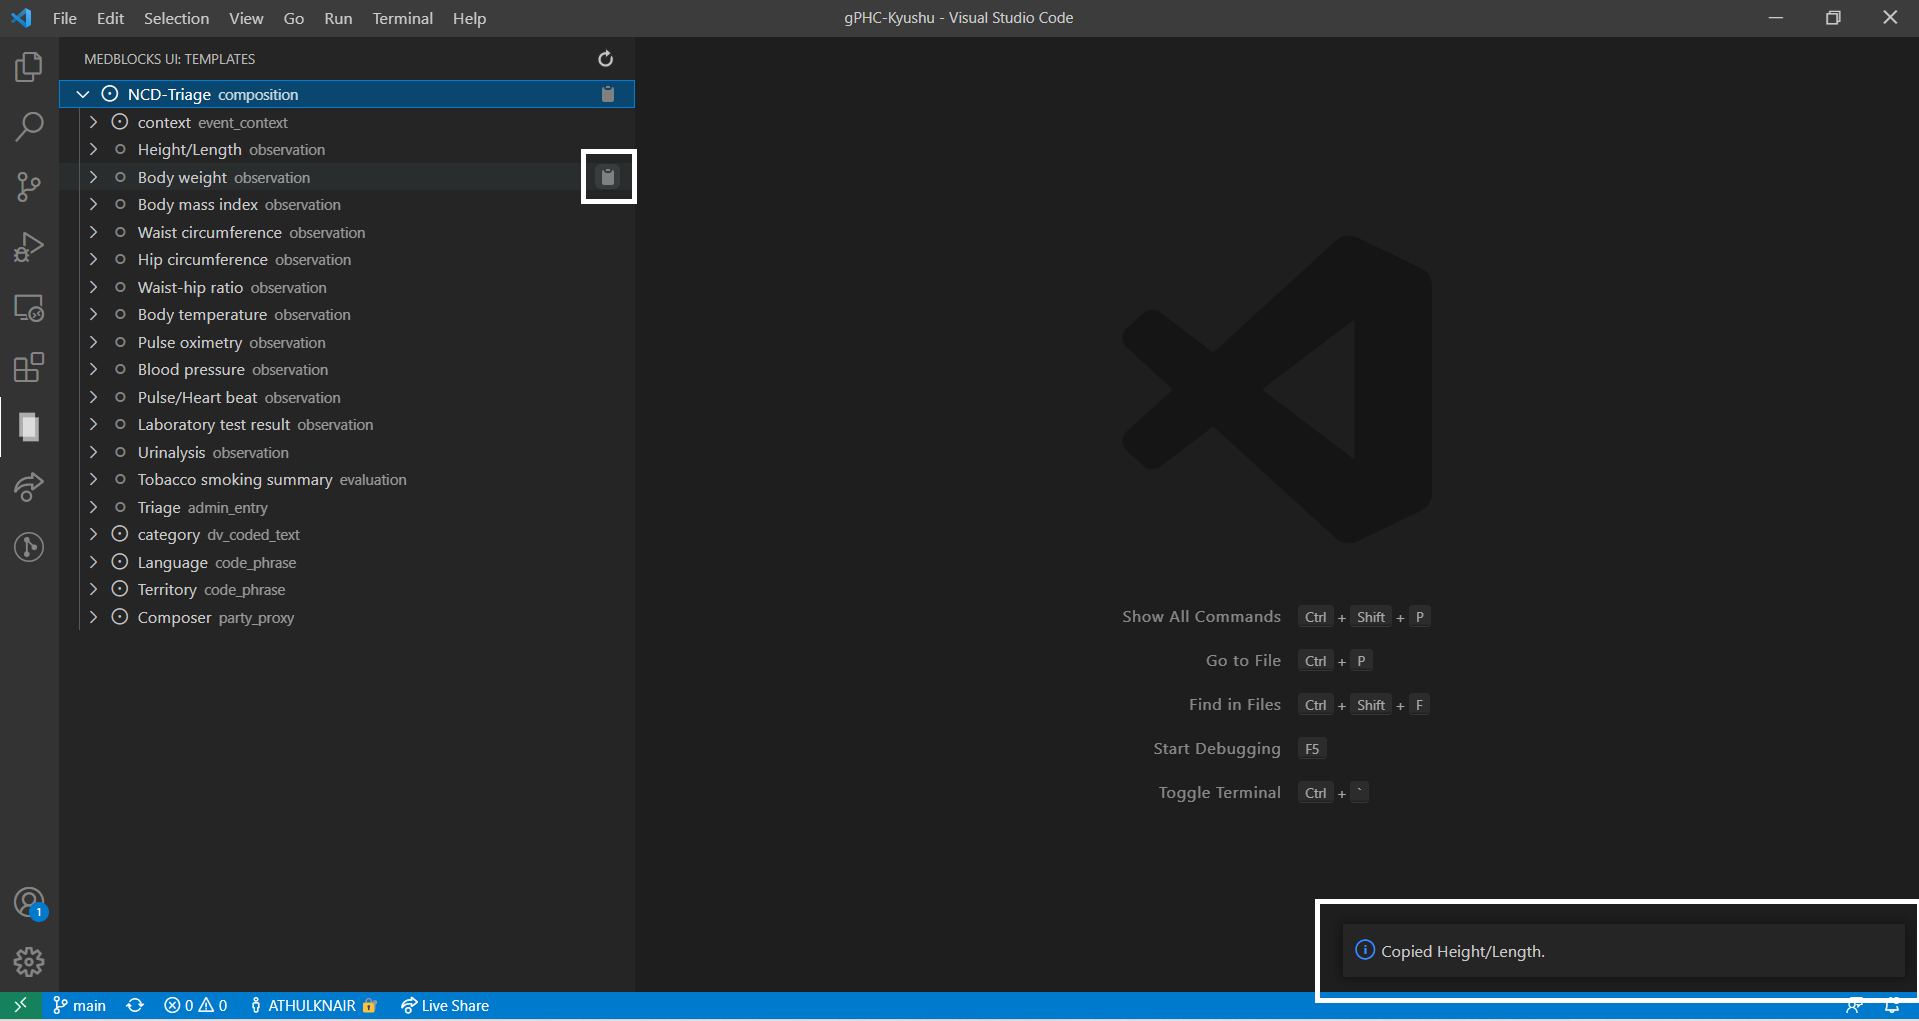 File Edit Selection View Go Run Terminal Help
gPHC-Kyushu - Visual Studio Code
MEDBLOCKS UI: TEMPLATES
NCD-Triage composition
context event_context
Height/Length observation
Body weight observation
Body mass index observation
Waist circumference observation
Hip circumference observation
Waist-hip ratio observation
Body temperature observation
Pulse oximetry observation
Blood pressure observation
Pulse/Heart beat observation
Laboratory test result observation
Urinalysis observation
Tobacco smoking summary evaluation
Triage admin_entry
category dv_coded_text
Language code_phrase
Territory code_phrase
Composer party_proxy
Show All Commands Ctrl + Shift + P
Go to File Ctrl + P
Find in Files Ctrl + Shift + F
Start Debugging F5
Toggle Terminal Ctrl + `
1
Copied Height/Length.
main 0 0 ATHULKNAIR Live Share